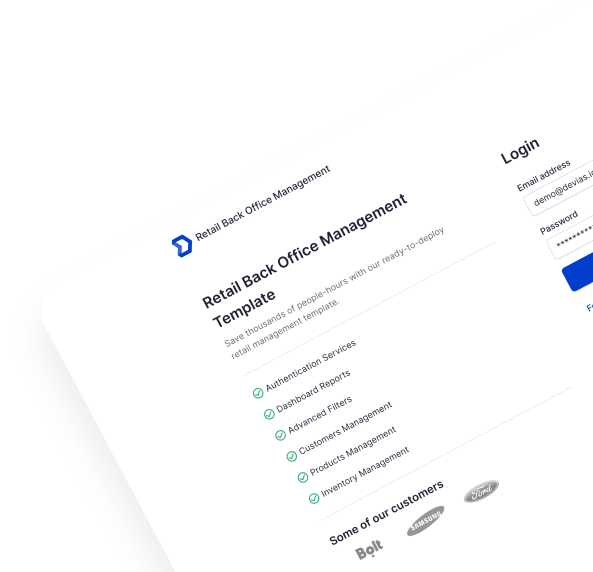 Retail Back Office Management
Retail Back Office Management
Template
Save thousands of people-hours with our ready-to-deploy
retail management template.
Authentication Services
Dashboard Reports
Advanced Filters
Customers Management
Products Management
Inventory Management
Some of our customers
Bolt
SAMSUNG
Ford
Login
Email address
demo@devias.io
Password